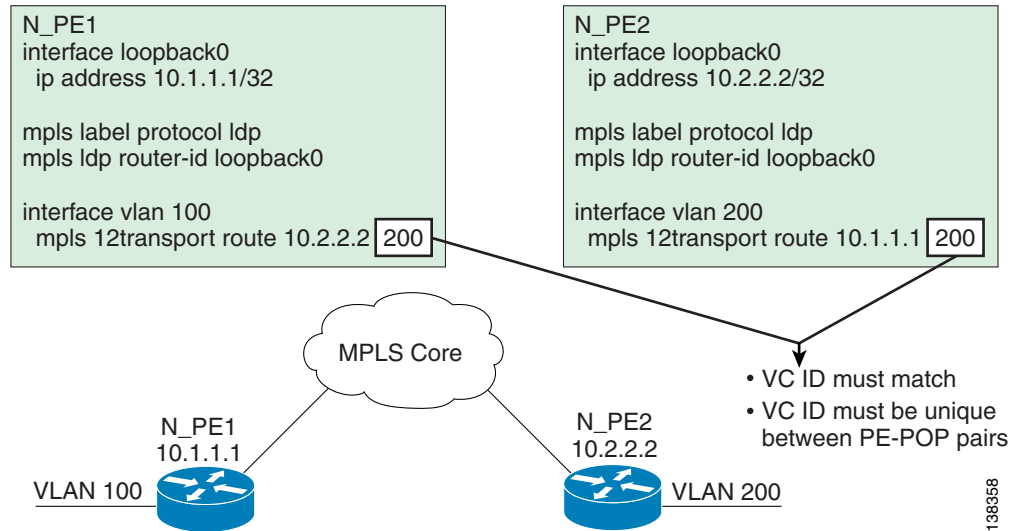 N_PE1
interface loopback0
ip address 10.1.1.1/32
mpls label protocol ldp
mpls ldp router-id loopback0
interface vlan 100
mpls 12transport route 10.2.2.2 200
N_PE2
interface loopback0
ip address 10.2.2.2/32
mpls label protocol ldp
mpls ldp router-id loopback0
interface vlan 200
mpls 12transport route 10.1.1.1 200
MPLS Core
• VC ID must match
• VC ID must be unique
between PE-POP pairs
N_PE1
10.1.1.1
N_PE2
10.2.2.2
VLAN 100
VLAN 200
138358